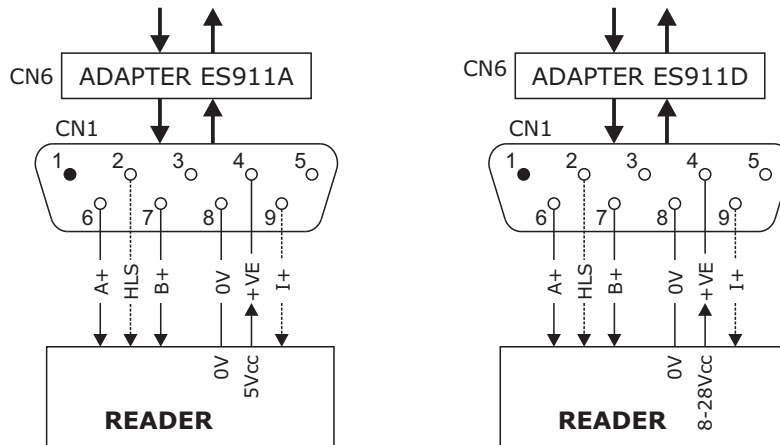 CN6 ADAPTER ES911A
CN1
1 2 3 4 5
6 7 8 9
A+ HLS B+ 0V +VE I+
0V 5Vcc
READER
CN6 ADAPTER ES911D
CN1
1 2 3 4 5
6 7 8 9
A+ HLS B+ 0V +VE I+
0V 8-28Vcc
READER